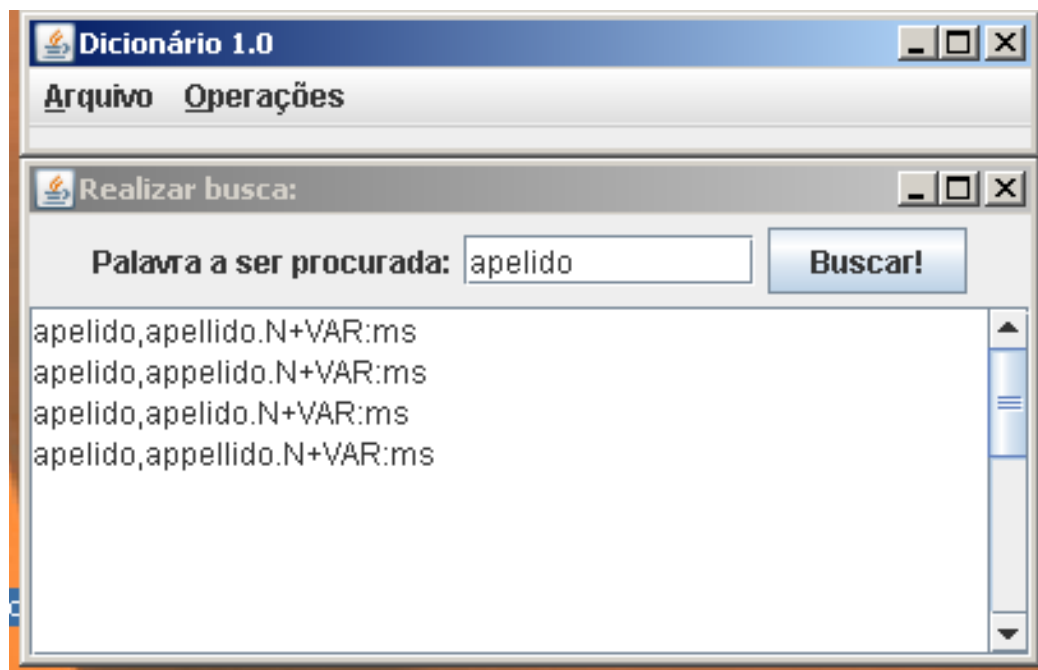 Dicionário 1.0
Arquivo Operações
Realizar busca:
Palavra a ser procurada: apelido Buscar!
apelido,apellido.N+VAR:ms
apelido,appelido.N+VAR:ms
apelido,apelido.N+VAR:ms
apelido,appellido.N+VAR:ms